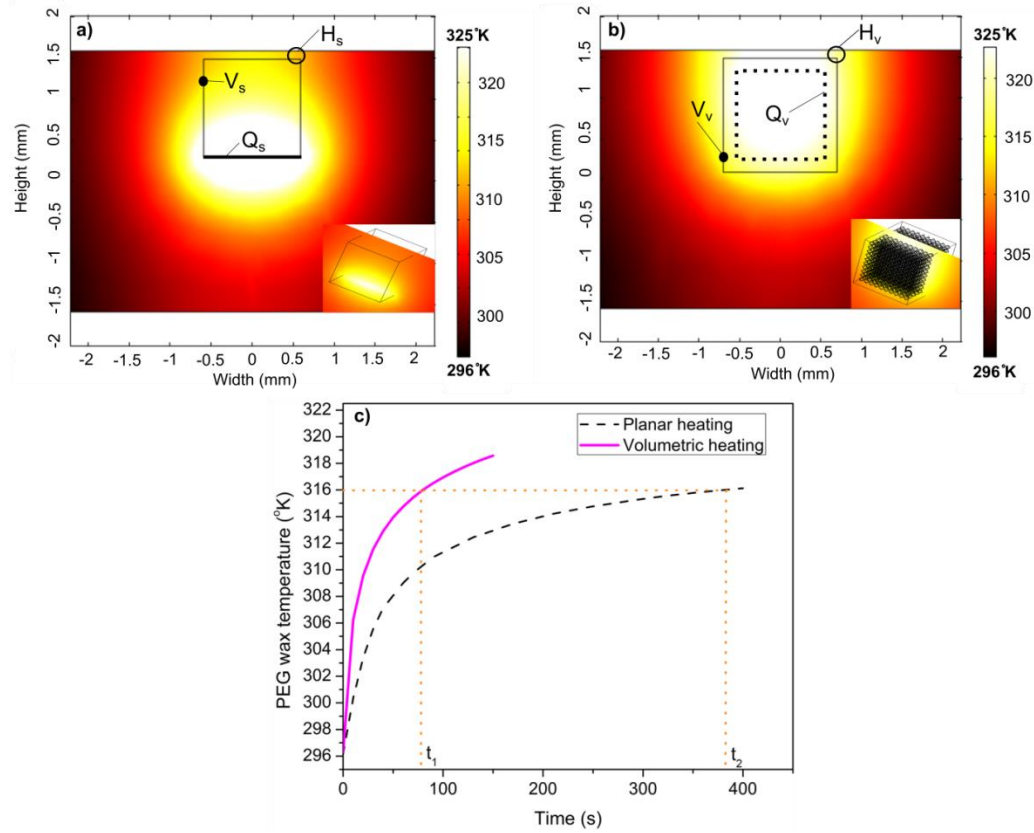 a)
H_s
V_s
Q_s
Height (mm)
2
1.5
1
0.5
0
-0.5
-1
-1.5
-2
-2 -1.5 -1 -0.5 0 0.5 1 1.5 2
Width (mm)
325°K
320
315
310
305
300
296°K
b)
H_v
Q_v
V_v
Height (mm)
2
1.5
1
0.5
0
-0.5
-1
-1.5
-2
-2 -1.5 -1 -0.5 0 0.5 1 1.5 2
Width (mm)
325°K
320
315
310
305
300
296°K
c)
Planar heating
Volumetric heating
PEG wax temperature (°K)
322
320
318
316
314
312
310
308
306
304
302
300
298
296
t_1
t_2
0 100 200 300 400
Time (s)